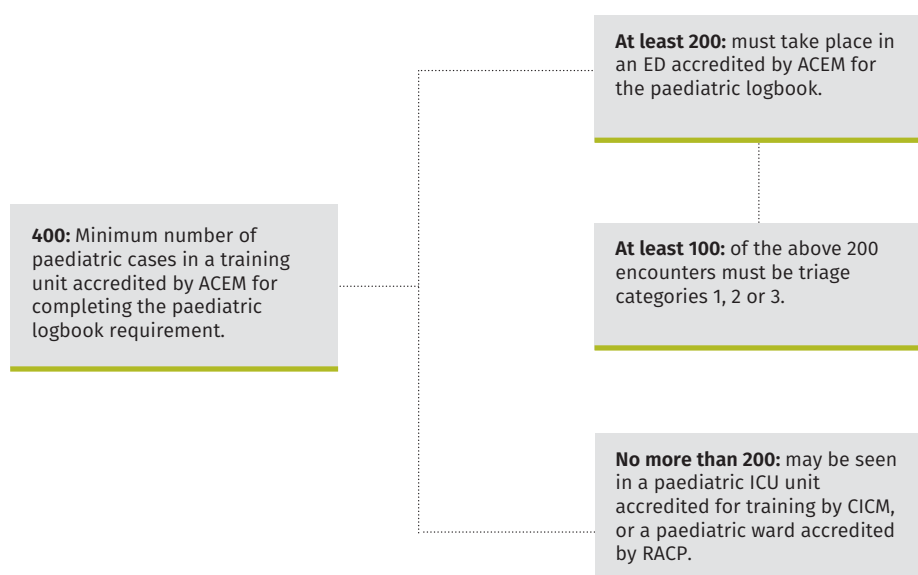 At least 200: must take place in
an ED accredited by ACEM for
the paediatric logbook.
400: Minimum number of
paediatric cases in a training
unit accredited by ACEM for
completing the paediatric
logbook requirement.
At least 100: of the above 200
encounters must be triage
categories 1, 2 or 3.
No more than 200: may be seen
in a paediatric ICU unit
accredited for training by CICM,
or a paediatric ward accredited
by RACP.